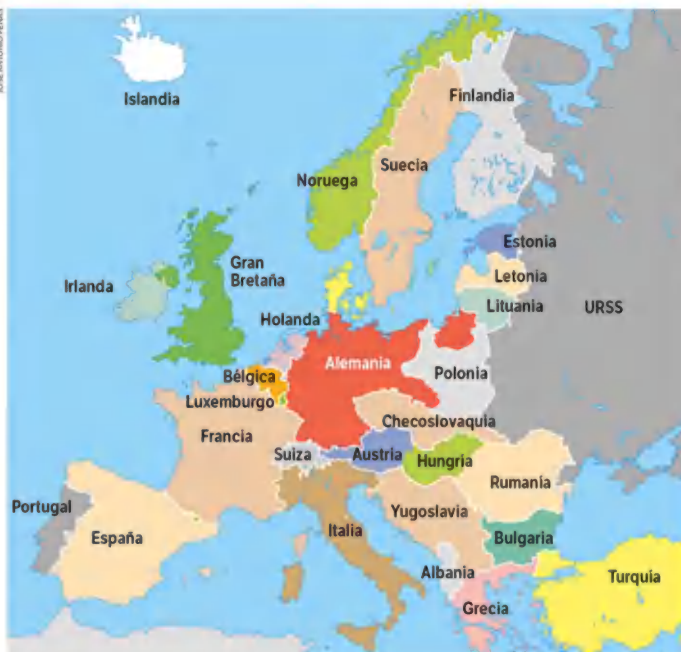 Islandia
Finlandia
Suecia
Noruega
Estonia
Gran
Bretaña
Letonia
Irlanda
Lituania
URSS
Holanda
Alemania
Polonia
Bélgica
Luxemburgo
Checoslovaquia
Francia
Suiza
Austria
Hungria
Rumania
Portugal
Yugoslavia
España
Italia
Bulgaria
Albania
Turquia
Grecia